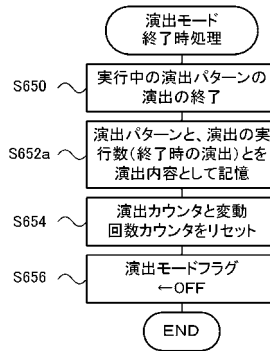 演出モード
終了時処理
S650
実行中の演出パターンの
演出の終了
S652a
演出パターンと、演出の実
行数(終了時の演出)とを
演出内容として記憶
S654
演出カウンタと変動
回数カウンタをリセット
S656
演出モードフラグ
←OFF
END